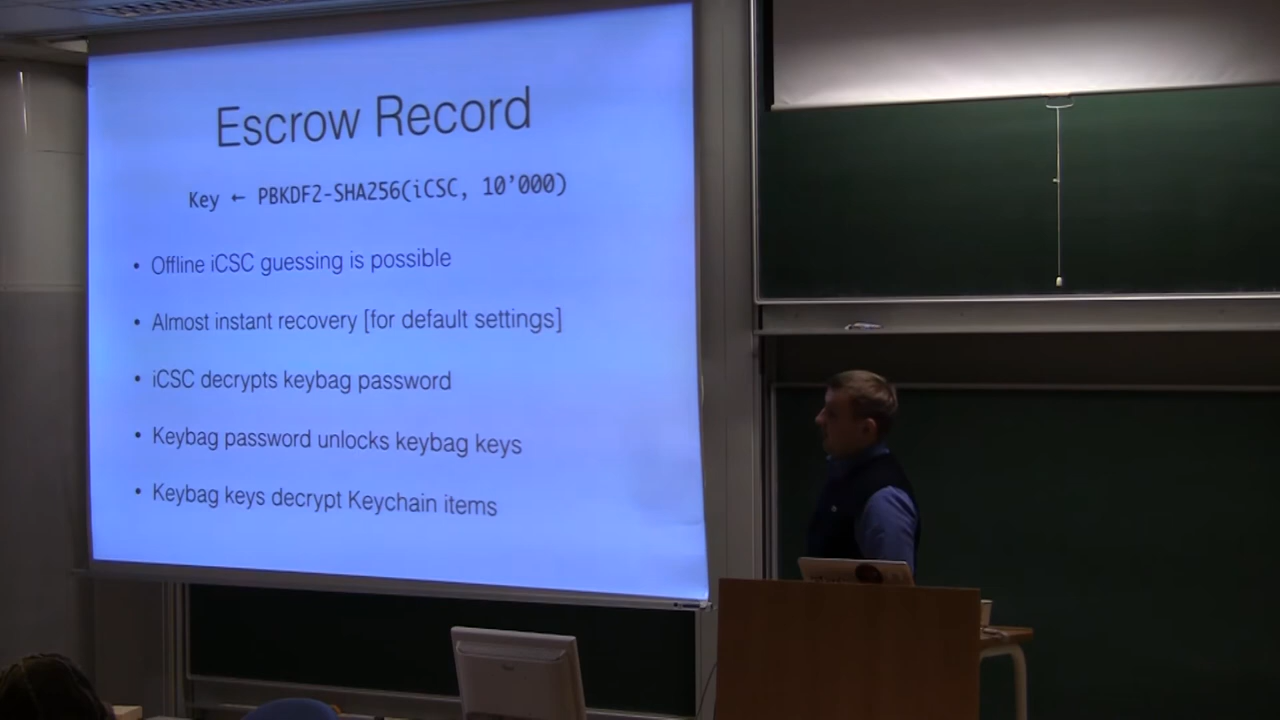 Escrow Record
Key ← PBKDF2-SHA256(iCSC, 10’000)
• Offline iCSC guessing is possible
• Almost instant recovery [for default settings]
• iCSC decrypts keybag password
• Keybag password unlocks keybag keys
• Keybag keys decrypt Keychain items